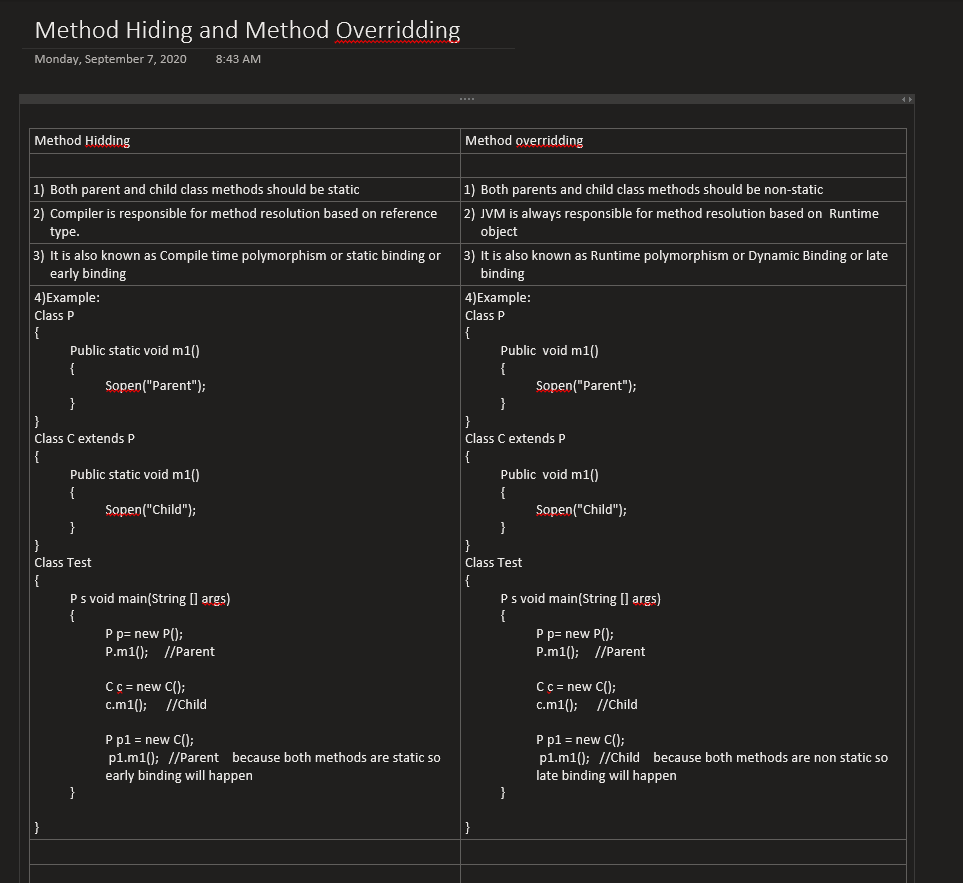 Method Hiding and Method Overridding
Monday, September 7, 2020 8:43 AM
Method Hidding
Method overridding
1) Both parent and child class methods should be static
1) Both parents and child class methods should be non-static
2) Compiler is responsible for method resolution based on reference
type.
2) JVM is always responsible for method resolution based on  Runtime
object
3) It is also known as Compile time polymorphism or static binding or
early binding
3) It is also known as Runtime polymorphism or Dynamic Binding or late
binding
4)Example:
Class P
{
Public static void m1()
{
Sopen("Parent");
}
}
Class C extends P
{
Public static void m1()
{
Sopen("Child");
}
}
Class Test
{
P s void main(String [] args)
{
P p= new P();
P.m1();    //Parent
C c = new C();
c.m1();     //Child
P p1 = new C();
p1.m1();  //Parent    because both methods are static so
early binding will happen
}
}
4)Example:
Class P
{
Public  void m1()
{
Sopen("Parent");
}
}
Class C extends P
{
Public  void m1()
{
Sopen("Child");
}
}
Class Test
{
P s void main(String [] args)
{
P p= new P();
P.m1();    //Parent
C c = new C();
c.m1();     //Child
P p1 = new C();
p1.m1();  //Child    because both methods are non static so
late binding will happen
}
}